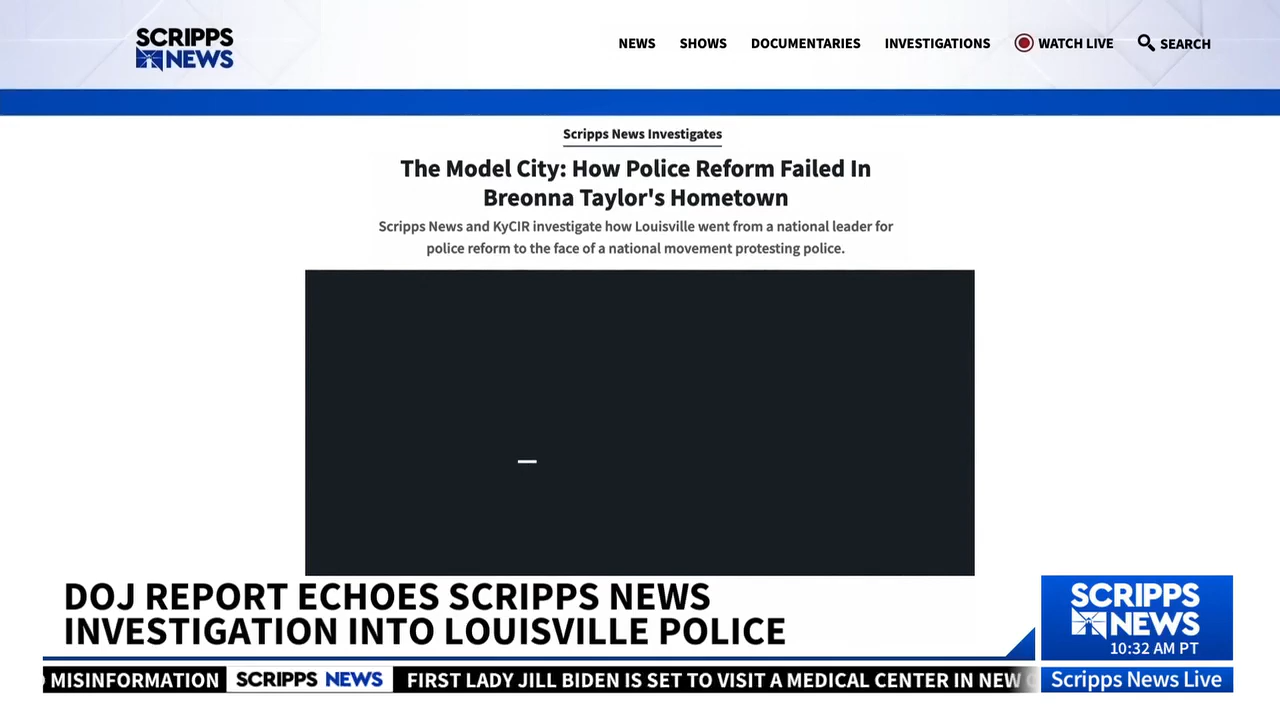 SCRIPPS
NEWS
NEWS SHOWS DOCUMENTARIES INVESTIGATIONS WATCH LIVE SEARCH
Scripps News Investigates
The Model City: How Police Reform Failed In
Breonna Taylor's Hometown
Scripps News and KyCIR investigate how Louisville went from a national leader for
police reform to the face of a national movement protesting police.
DOJ REPORT ECHOES SCRIPPS NEWS
INVESTIGATION INTO LOUISVILLE POLICE
SCRIPPS
NEWS
10:32 AM PT
MISINFORMATION SCRIPPS NEWS FIRST LADY JILL BIDEN IS SET TO VISIT A MEDICAL CENTER IN NEW
Scripps News Live